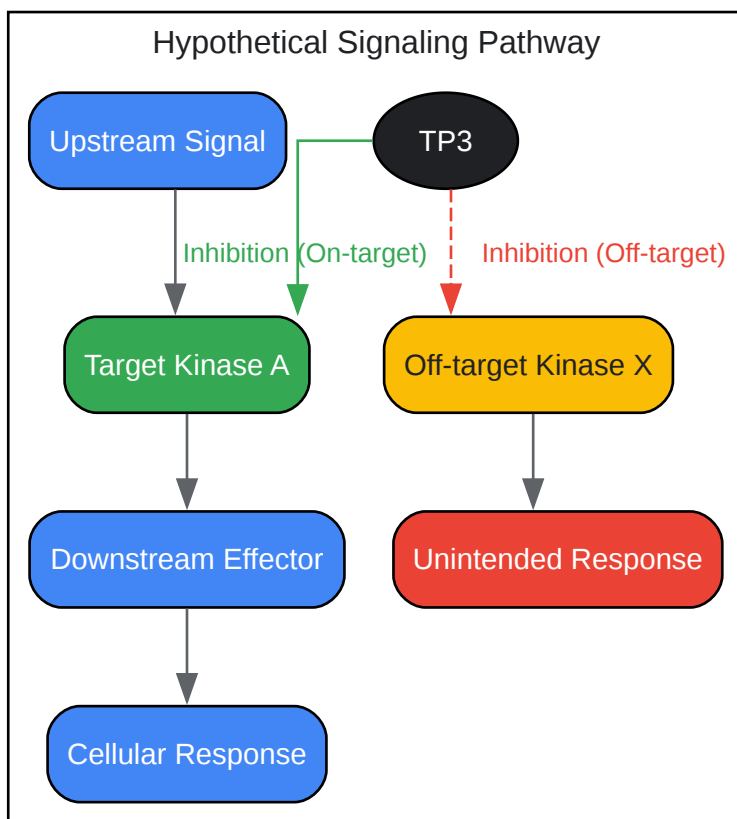 Hypothetical Signaling Pathway
Upstream Signal
TP3
Inhibition (On-target)
Inhibition (Off-target)
Target Kinase A
Off-target Kinase X
Downstream Effector
Unintended Response
Cellular Response